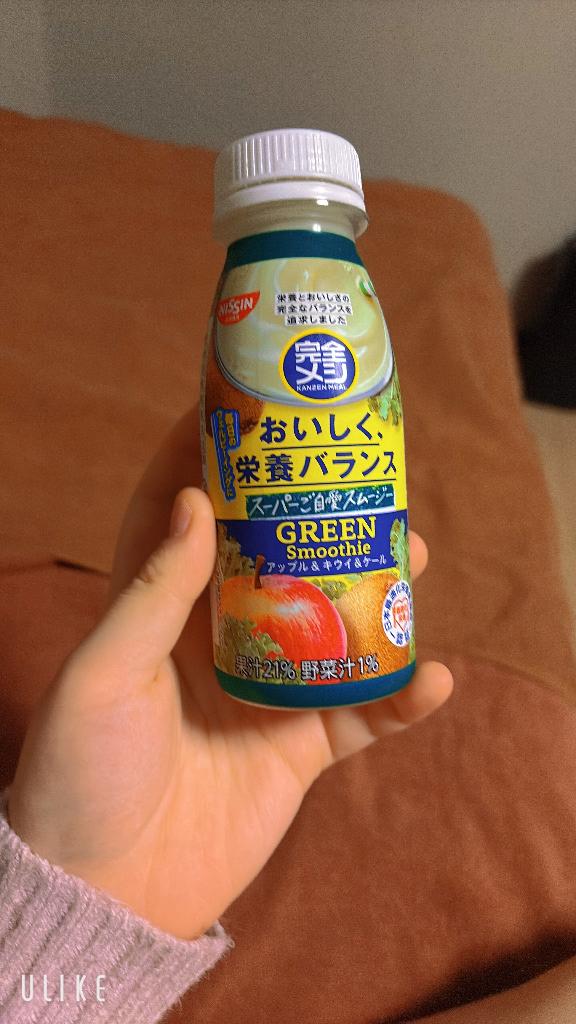 NISSIN
栄養とおいしさの
完全なバランスを
追求しました
完全
メシ
KANZEN MEAL
おいしく、
栄養バランス
スーパーご自愛スムージー
GREEN
Smoothie
アップル&キウイ&ケール
果汁21% 野菜汁1%
ULIKE